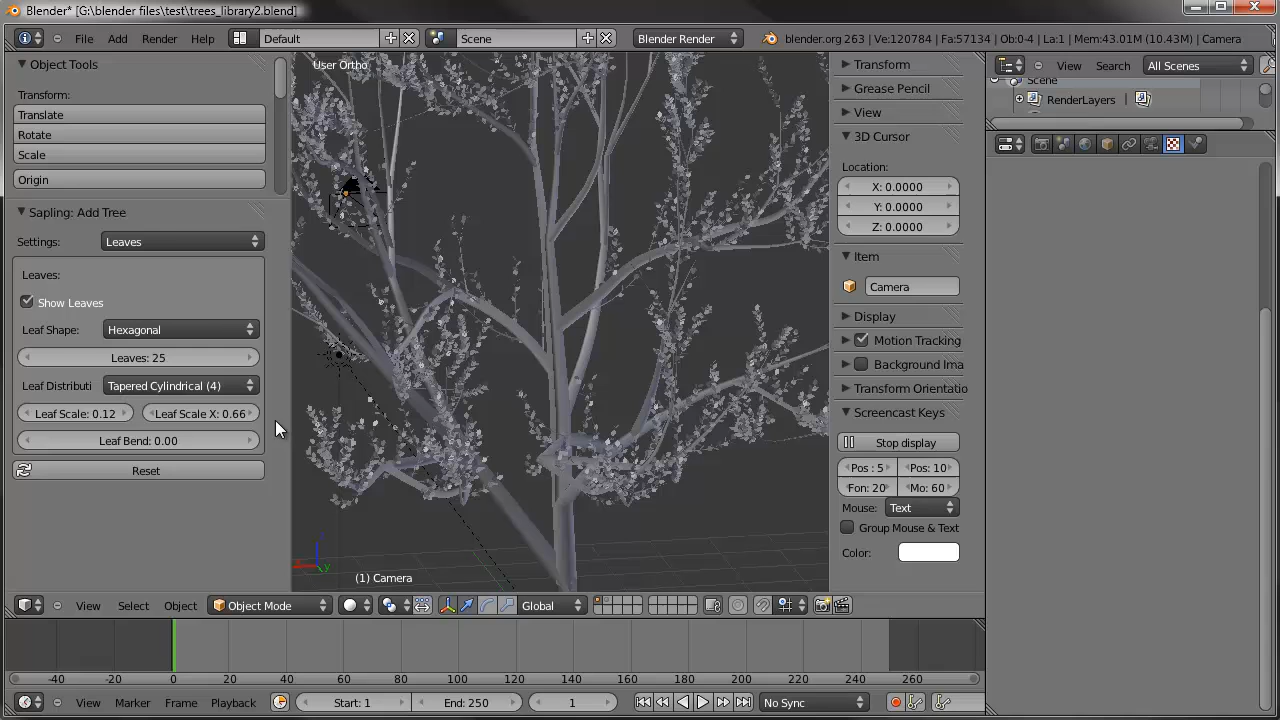 Blender* [G:\blender files\test\trees_library2.blend]
File Add Render Help Default Scene Blender Render blender.org 263 | Ve:120784 | Fa:57134 | Ob:0-4 | La:1 | Mem:43.01M (10.43M) | Camera
Object Tools
Transform:
Translate
Rotate
Scale
Origin
Sapling: Add Tree
Settings: Leaves
Leaves:
Show Leaves
Leaf Shape: Hexagonal
Leaves: 25
Leaf Distributi Tapered Cylindrical (4)
Leaf Scale: 0.12 Leaf Scale X: 0.66
Leaf Bend: 0.00
Reset
User Ortho
x
y
(1) Camera
Transform
Grease Pencil
View
3D Cursor
Location:
X: 0.0000
Y: 0.0000
Z: 0.0000
Item
Camera
Display
Motion Tracking
Background Ima
Transform Orientatio
Screencast Keys
Stop display
Pos : 5 Pos: 10
Fon: 20 Mo: 60
Mouse: Text
Group Mouse & Text
Color:
View Search All Scenes
Scene
RenderLayers
View Select Object Object Mode Global
-40 -20 0 20 40 60 80 100 120 140 160 180 200 220 240 260
View Marker Frame Playback Start: 1 End: 250 1 No Sync